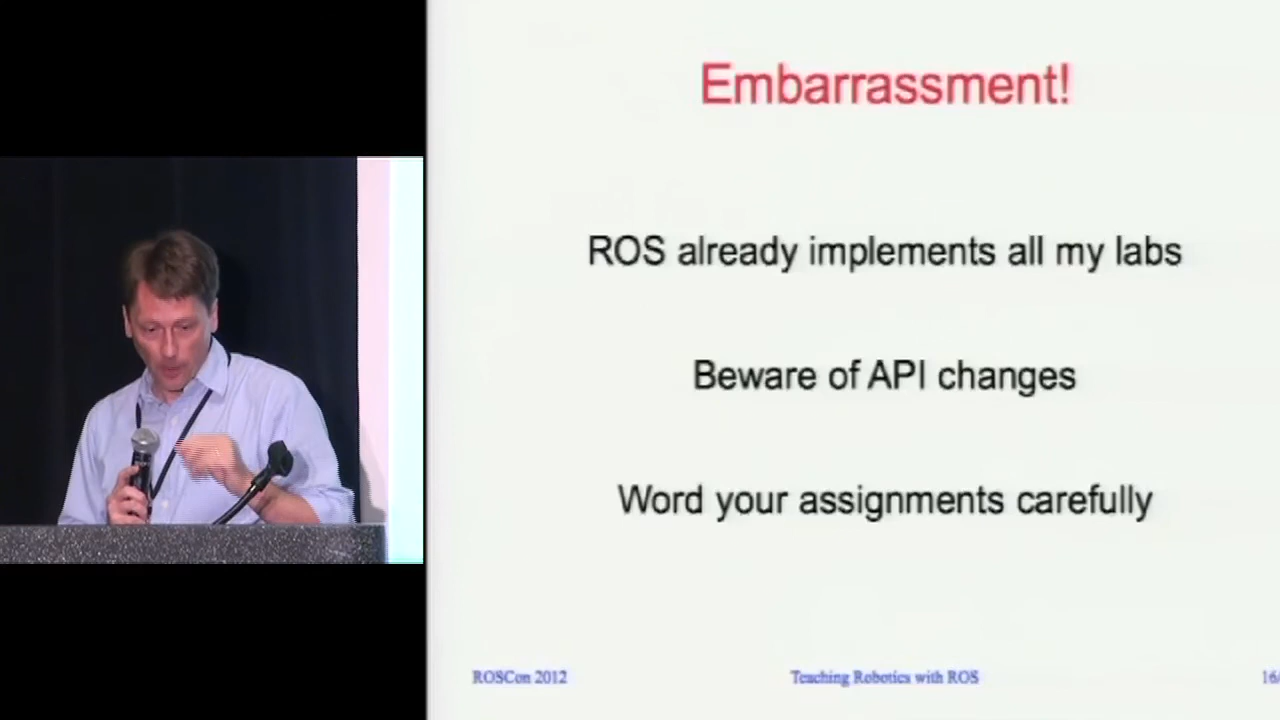 Embarrassment!
ROS already implements all my labs
Beware of API changes
Word your assignments carefully
ROSCon 2012
Teaching Robotics with ROS
16/